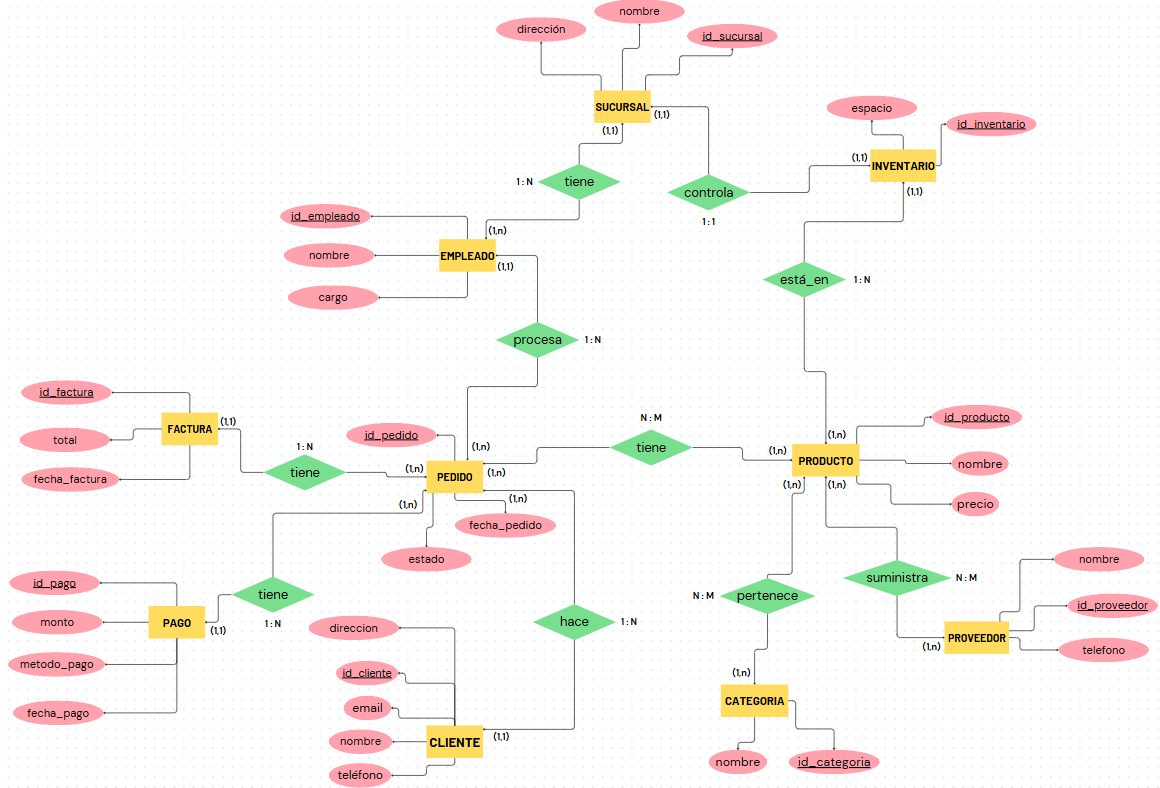 nombre
dirección
id_sucursal
SUCURSAL
(1,1)
(1,1)
espacio
id_inventario
INVENTARIO
(1,1)
(1,1)
1 : N
tiene
controla
1 : 1
id_empleado
(1,n)
nombre
EMPLEADO
(1,1)
cargo
está_en
1 : N
procesa
1 : N
id_factura
total
FACTURA
(1,1)
fecha_factura
1 : N
tiene
id_pedido
(1,n)
(1,n)
PEDIDO
(1,n)
N : M
tiene
(1,n)
(1,n)
PRODUCTO
id_producto
nombre
precio
(1,n)
(1,n)
(1,n)
(1,n)
fecha_pedido
estado
id_pago
monto
PAGO
(1,1)
metodo_pago
fecha_pago
tiene
1 : N
hace
1 : N
N : M
pertenece
suministra
N : M
nombre
id_proveedor
PROVEEDOR
(1,n)
telefono
direccion
id_cliente
email
nombre
CLIENTE
(1,1)
teléfono
(1,n)
CATEGORIA
nombre
id_categoria